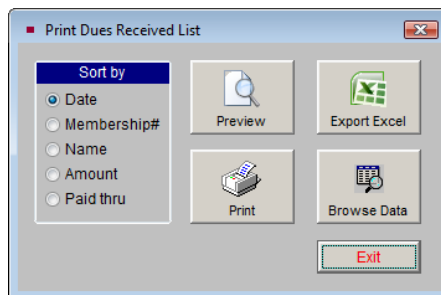 Print Dues Received List
Sort by
Date
Membership#
Name
Amount
Paid thru
Preview
Export Excel
Print
Browse Data
Exit